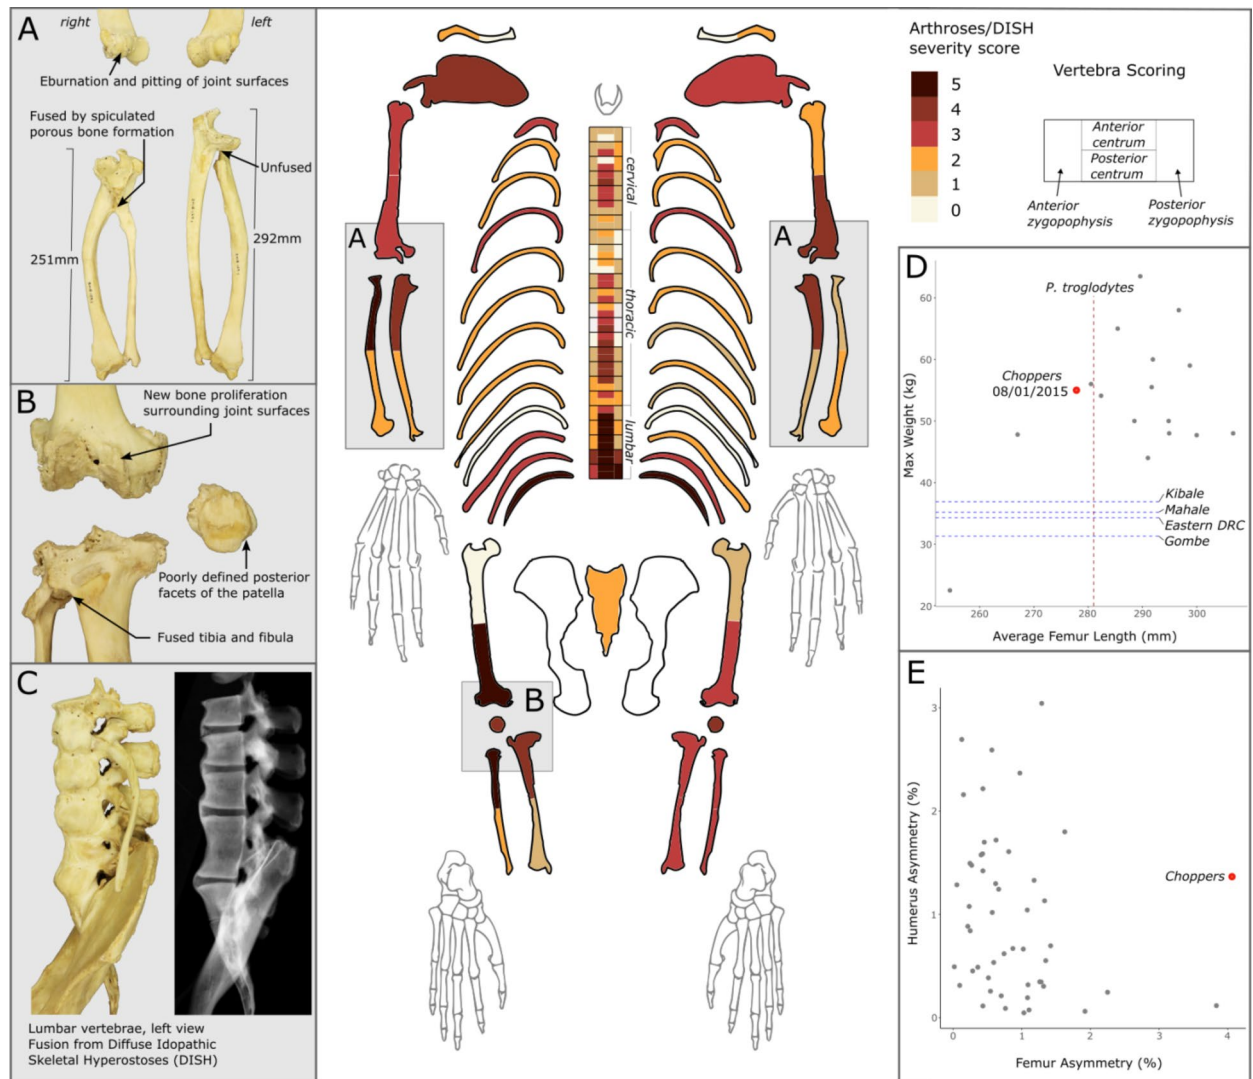 A
right
left
Eburnation and pitting of joint surfaces
Fused by spiculated
porous bone formation
Unfused
251mm
292mm
B
New bone proliferation
surrounding joint surfaces
Poorly defined posterior
facets of the patella
Fused tibia and fibula
C
Lumbar vertebrae, left view
Fusion from Diffuse Idopathic
Skeletal Hyperostoses (DISH)
A
A
cervical
thoracic
lumbar
B
Arthroses/DISH
severity score
5
4
3
2
1
0
Vertebra Scoring
Anterior
centrum
Posterior
centrum
Anterior
zygopophysis
Posterior
zygopophysis
D
P. troglodytes
Choppers
08/01/2015
Kibale
Mahale
Eastern DRC
Gombe
Max Weight (kg)
60
60
50
40
30
20
260
270
280
290
300
Average Femur Length (mm)
E
Choppers
Humerus Asymmetry (%)
3
2
1
0
0
1
2
3
4
Femur Asymmetry (%)